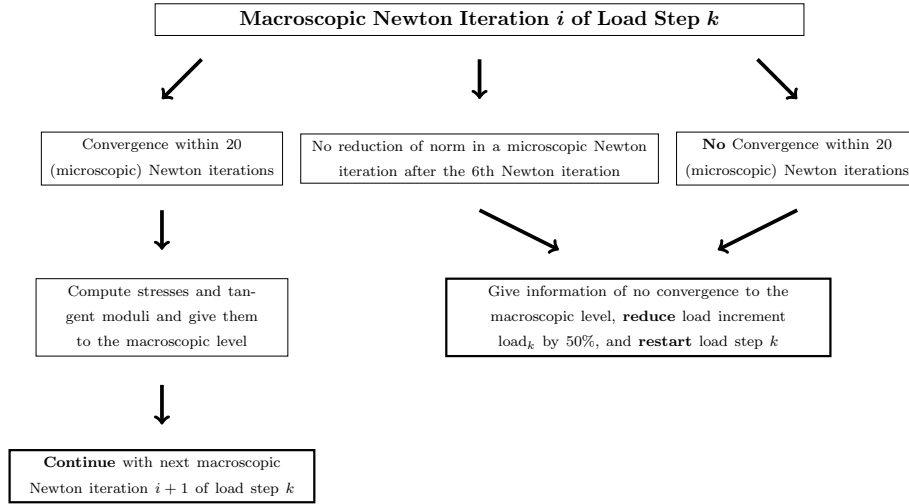 Macroscopic Newton Iteration i of Load Step k
Convergence within 20
(microscopic) Newton iterations
No reduction of norm in a microscopic Newton
iteration after the 6th Newton iteration
No Convergence within 20
(microscopic) Newton iterations
Compute stresses and tan-
gent moduli and give them
to the macroscopic level
Give information of no convergence to the
macroscopic level, reduce load increment
loadₖ by 50%, and restart load step k
Continue with next macroscopic
Newton iteration i + 1 of load step k